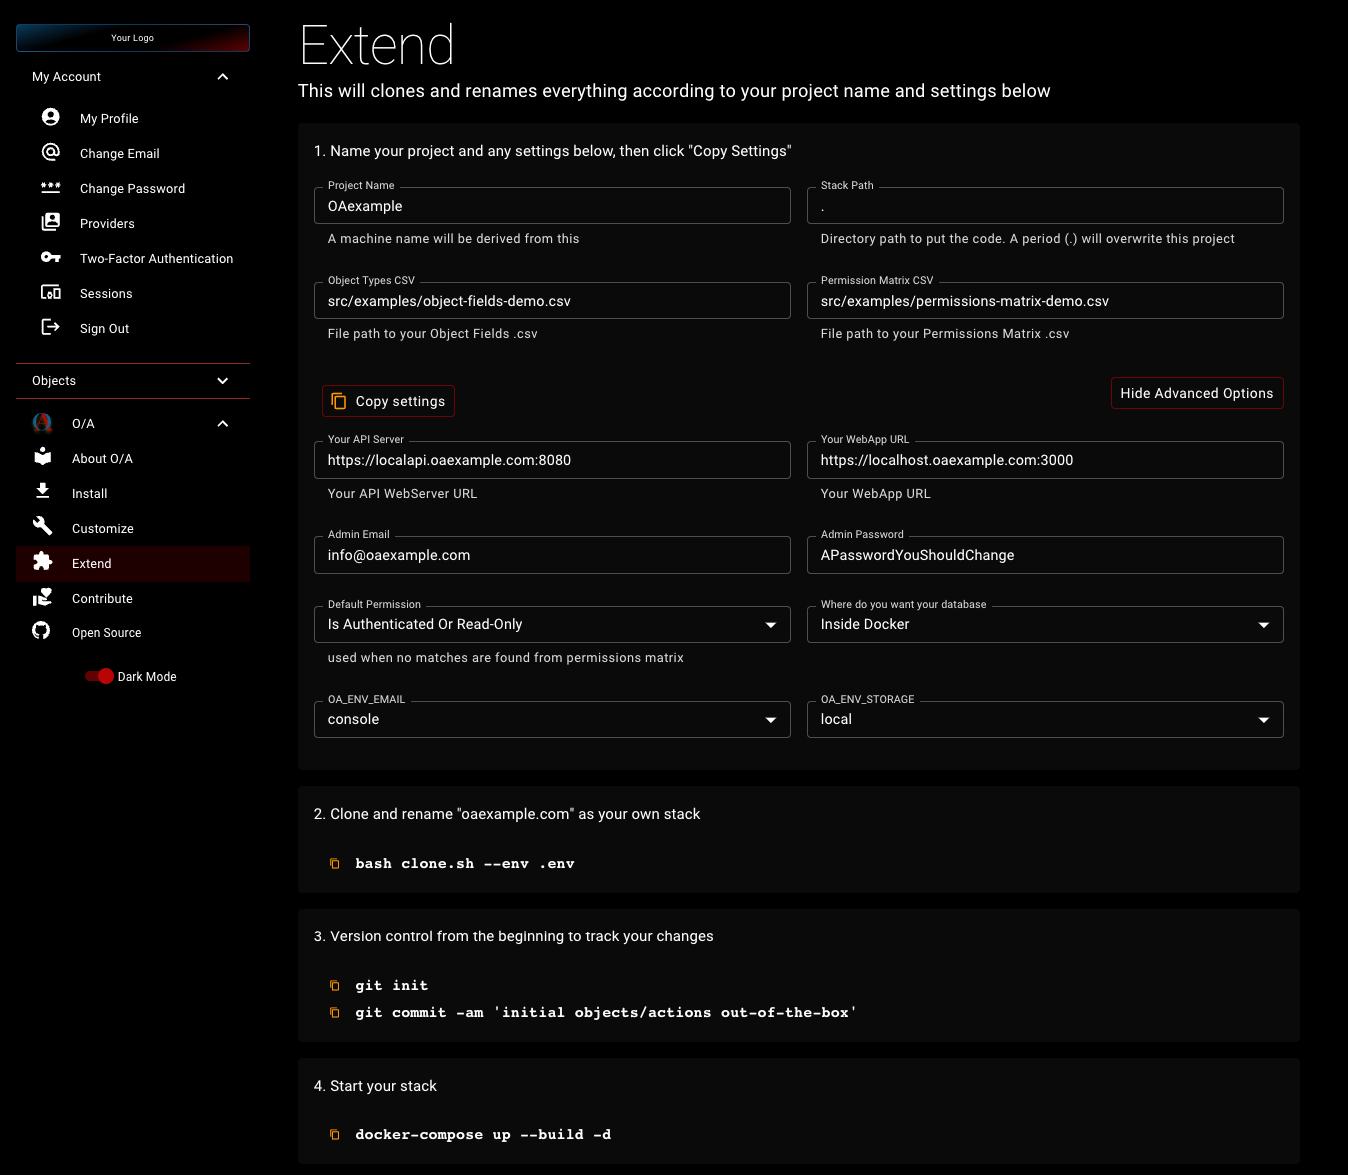 Your Logo
My Account
My Profile
Change Email
Change Password
Providers
Two-Factor Authentication
Sessions
Sign Out
Objects
O/A
About O/A
Install
Customize
Extend
Contribute
Open Source
Dark Mode
Extend
This will clones and renames everything according to your project name and settings below
1. Name your project and any settings below, then click "Copy Settings"
Project Name
OAexample
A machine name will be derived from this
Stack Path
.
Directory path to put the code. A period (.) will overwrite this project
Object Types CSV
src/examples/object-fields-demo.csv
File path to your Object Fields .csv
Permission Matrix CSV
src/examples/permissions-matrix-demo.csv
File path to your Permissions Matrix .csv
Copy settings
Hide Advanced Options
Your API Server
https://localapi.oaexample.com:8080
Your API WebServer URL
Your WebApp URL
https://localhost.oaexample.com:3000
Your WebApp URL
Admin Email
info@oaexample.com
Admin Password
APasswordYouShouldChange
Default Permission
Is Authenticated Or Read-Only
used when no matches are found from permissions matrix
Where do you want your database
Inside Docker
OA_ENV_EMAIL
console
OA_ENV_STORAGE
local
2. Clone and rename "oaexample.com" as your own stack
bash clone.sh --env .env
3. Version control from the beginning to track your changes
git init
git commit -am 'initial objects/actions out-of-the-box'
4. Start your stack
docker-compose up --build -d